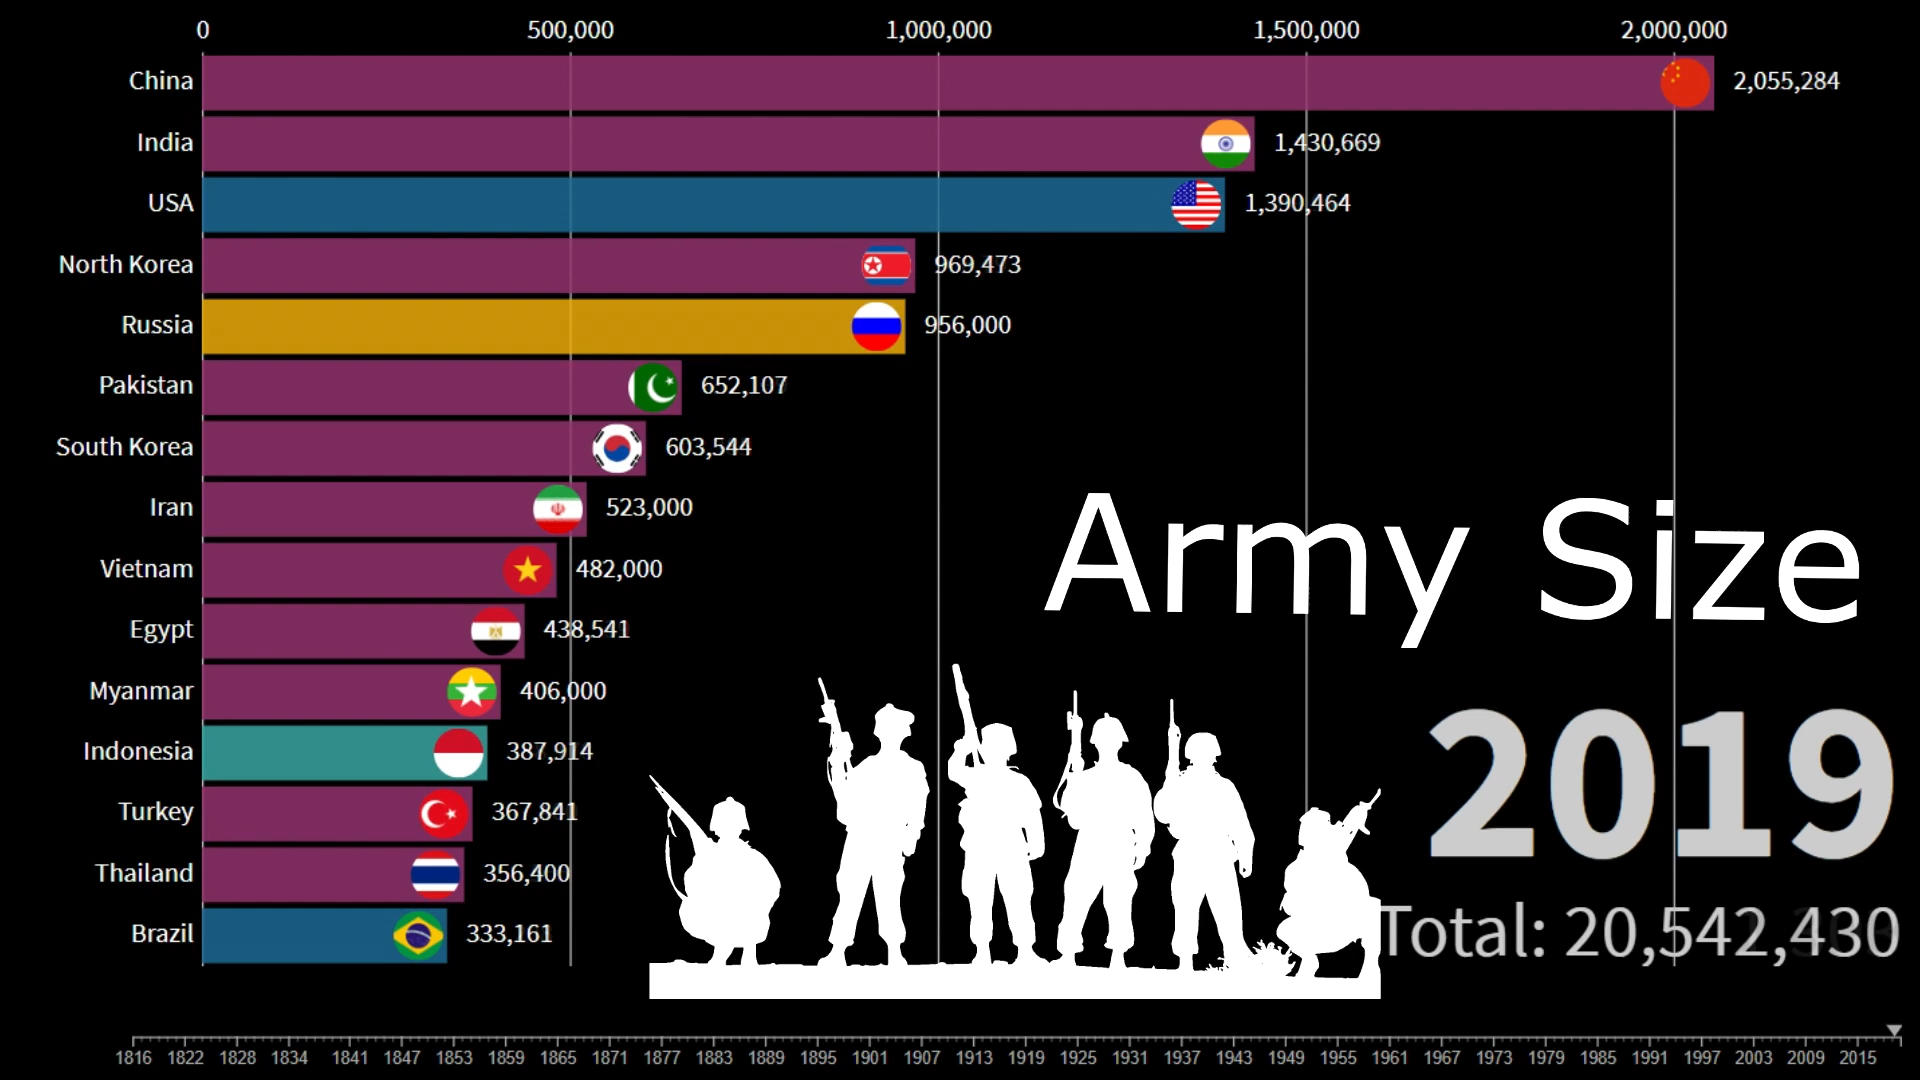 0 500,000 1,000,000 1,500,000 2,000,000
China 2,055,284
India 1,430,669
USA 1,390,464
North Korea 969,473
Russia 956,000
Pakistan 652,107
South Korea 603,544
Iran 523,000
Vietnam 482,000
Egypt 438,541
Myanmar 406,000
Indonesia 387,914
Turkey 367,841
Thailand 356,400
Brazil 333,161
Army Size
2019
Total: 20,542,430
1816 1822 1828 1834 1841 1847 1853 1859 1865 1871 1877 1883 1889 1895 1901 1907 1913 1919 1925 1931 1937 1943 1949 1955 1961 1967 1973 1979 1985 1991 1997 2003 2009 2015